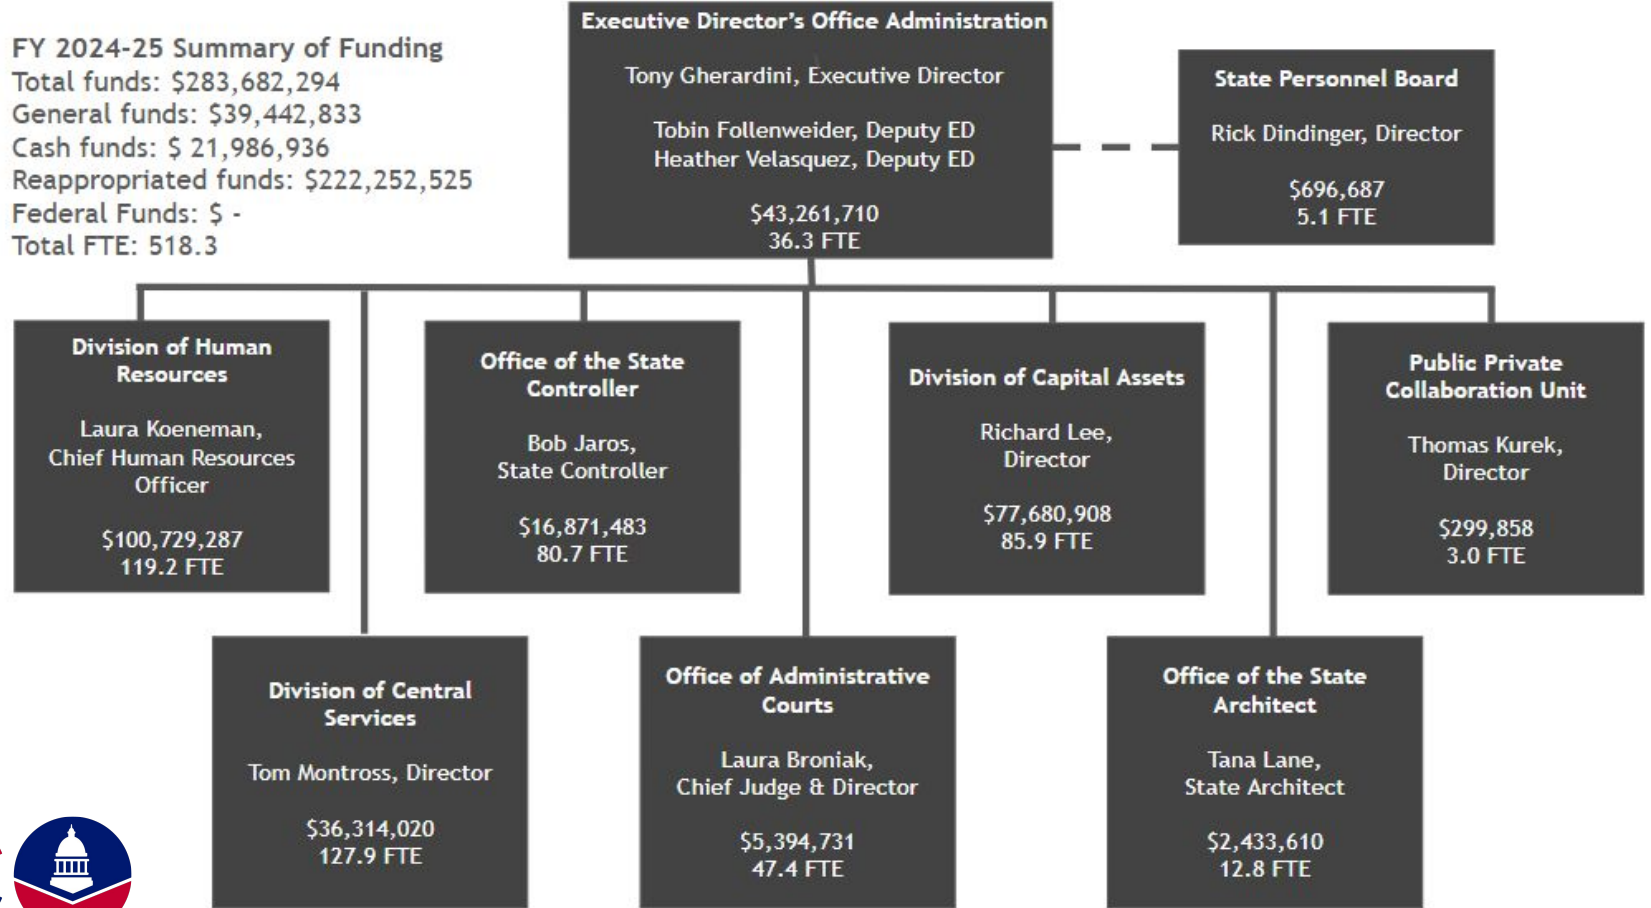 FY 2024-25 Summary of Funding
Total funds: $283,682,294
General funds: $39,442,833
Cash funds: $ 21,986,936
Reappropriated funds: $222,252,525
Federal Funds: $ -
Total FTE: 518.3
Executive Director’s Office Administration
Tony Gherardini, Executive Director
Tobin Follenweider, Deputy ED
Heather Velasquez, Deputy ED
$43,261,710
36.3 FTE
State Personnel Board
Rick Dindinger, Director
$696,687
5.1 FTE
Division of Human
Resources
Laura Koeneman,
Chief Human Resources
Officer
$100,729,287
119.2 FTE
Office of the State
Controller
Bob Jaros,
State Controller
$16,871,483
80.7 FTE
Division of Capital Assets
Richard Lee,
Director
$77,680,908
85.9 FTE
Public Private
Collaboration Unit
Thomas Kurek,
Director
$299,858
3.0 FTE
Division of Central
Services
Tom Montross, Director
$36,314,020
127.9 FTE
Office of Administrative
Courts
Laura Broniak,
Chief Judge & Director
$5,394,731
47.4 FTE
Office of the State
Architect
Tana Lane,
State Architect
$2,433,610
12.8 FTE